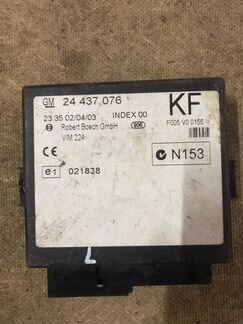 GM 24 437 076 KF
23:35 02/04/03 INDEX 00 F005 V0 0155
Robert Bosch GmbH
VIM 224
CE N153
e1 021838